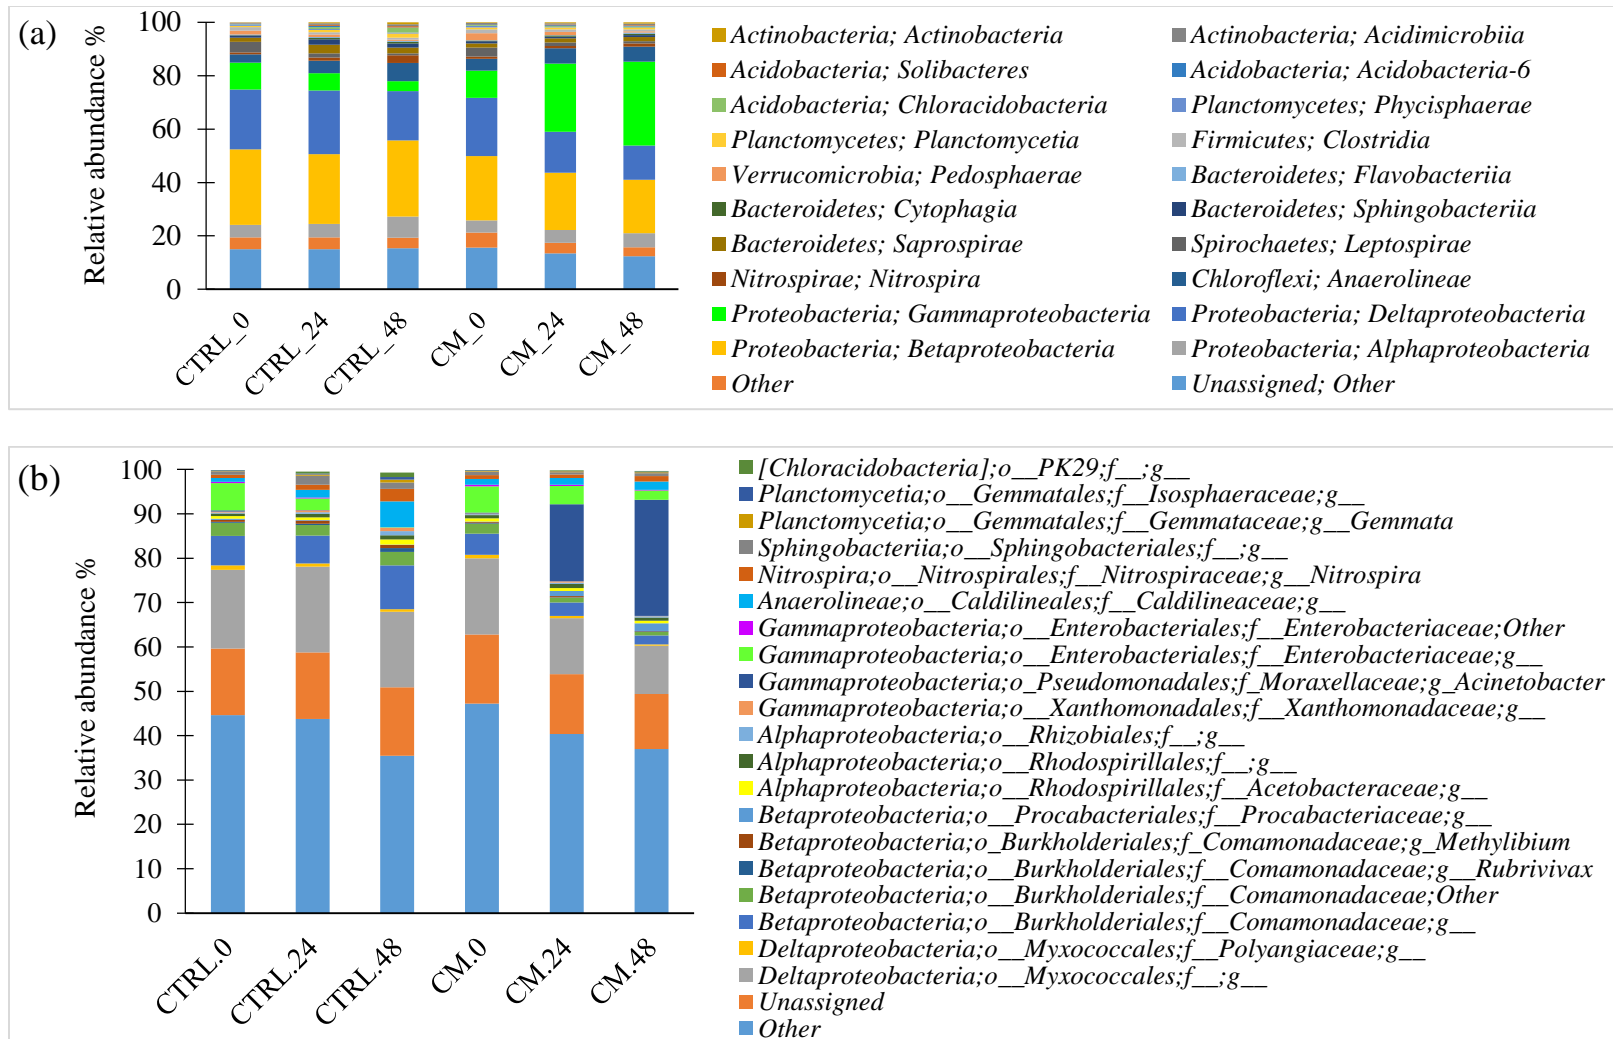 (a)
Relative abundance %
100
80
60
40
20
0
CTRL_0
CTRL_24
CTRL_48
CM_0
CM_24
CM_48
Actinobacteria; Actinobacteria
Actinobacteria; Acidimicrobiia
Acidobacteria; Solibacteres
Acidobacteria; Acidobacteria-6
Acidobacteria; Chloracidobacteria
Planctomycetes; Phycisphaerae
Planctomycetes; Planctomycetia
Firmicutes; Clostridia
Verrucomicrobia; Pedosphaerae
Bacteroidetes; Flavobacteriia
Bacteroidetes; Cytophagia
Bacteroidetes; Sphingobacteriia
Bacteroidetes; Saprospirae
Spirochaetes; Leptospirae
Nitrospirae; Nitrospira
Chloroflexi; Anaerolineae
Proteobacteria; Gammaproteobacteria
Proteobacteria; Deltaproteobacteria
Proteobacteria; Betaproteobacteria
Proteobacteria; Alphaproteobacteria
Other
Unassigned; Other
(b)
Relative abundance %
100
90
80
70
60
50
40
30
20
10
0
CTRL.0
CTRL.24
CTRL.48
CM.0
CM.24
CM.48
[Chloracidobacteria];o__PK29;f__;g__
Planctomycetia;o__Gemmatales;f__Isosphaeraceae;g__
Planctomycetia;o__Gemmatales;f__Gemmataceae;g__Gemmata
Sphingobacteriia;o__Sphingobacteriales;f__;g__
Nitrospira;o__Nitrospirales;f__Nitrospiraceae;g__Nitrospira
Anaerolineae;o__Caldilineales;f__Caldilineaceae;g__
Gammaproteobacteria;o__Enterobacteriales;f__Enterobacteriaceae;Other
Gammaproteobacteria;o__Enterobacteriales;f__Enterobacteriaceae;g__
Gammaproteobacteria;o_Pseudomonadales;f_Moraxellaceae;g_Acinetobacter
Gammaproteobacteria;o__Xanthomonadales;f__Xanthomonadaceae;g__
Alphaproteobacteria;o__Rhizobiales;f__;g__
Alphaproteobacteria;o__Rhodospirillales;f__;g__
Alphaproteobacteria;o__Rhodospirillales;f__Acetobacteraceae;g__
Betaproteobacteria;o__Procabacteriales;f__Procabacteriaceae;g__
Betaproteobacteria;o_Burkholderiales;f_Comamonadaceae;g_Methylibium
Betaproteobacteria;o__Burkholderiales;f__Comamonadaceae;g__Rubrivivax
Betaproteobacteria;o__Burkholderiales;f__Comamonadaceae;Other
Betaproteobacteria;o__Burkholderiales;f__Comamonadaceae;g__
Deltaproteobacteria;o__Myxococcales;f__Polyangiaceae;g__
Deltaproteobacteria;o__Myxococcales;f__;g__
Unassigned
Other